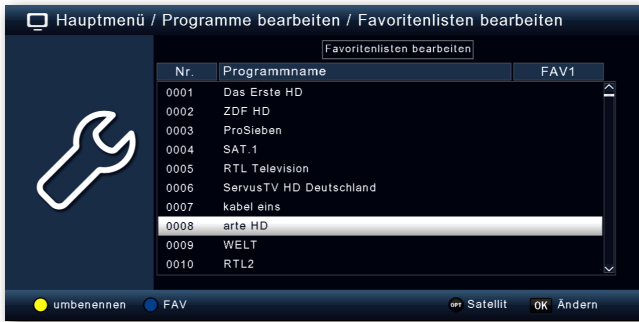 Hauptmenü / Programme bearbeiten / Favoritenlisten bearbeiten
Favoritenlisten bearbeiten
Nr. Programmname FAV1
0001 Das Erste HD
0002 ZDF HD
0003 ProSieben
0004 SAT.1
0005 RTL Television
0006 ServusTV HD Deutschland
0007 kabel eins
0008 arte HD
0009 WELT
0010 RTL2
umbenennen FAV OPT Satellit OK Ändern